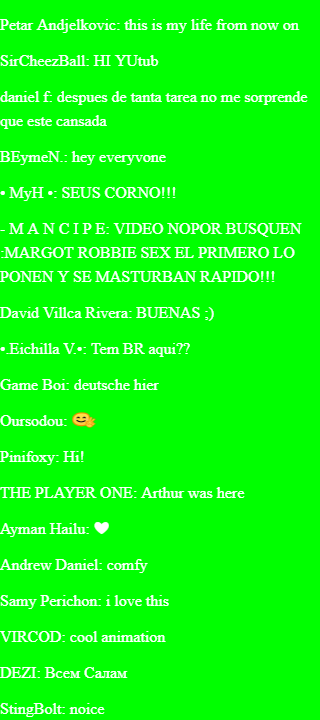 Petar Andjelkovic: this is my life from now on
SirCheezBall: HI YUtub
daniel f: despues de tanta tarea no me sorprende
que este cansada
BEymeN.: hey everyvone
• MyH •: SEUS CORNO!!!
- M A N C I P E: VIDEO NOPOR BUSQUEN
:MARGOT ROBBIE SEX EL PRIMERO LO
PONEN Y SE MASTURBAN RAPIDO!!!
David Villca Rivera: BUENAS :)
•.Eichilla V.•: Tem BR aqui??
Game Boi: deutsche hier
Oursodou: 🤗
Pinifoxy: Hi!
THE PLAYER ONE: Arthur was here
Ayman Hailu: ❤
Andrew Daniel: comfy
Samy Perichon: i love this
VIRCOD: cool animation
DEZI: Всем Салам
StingBolt: noice